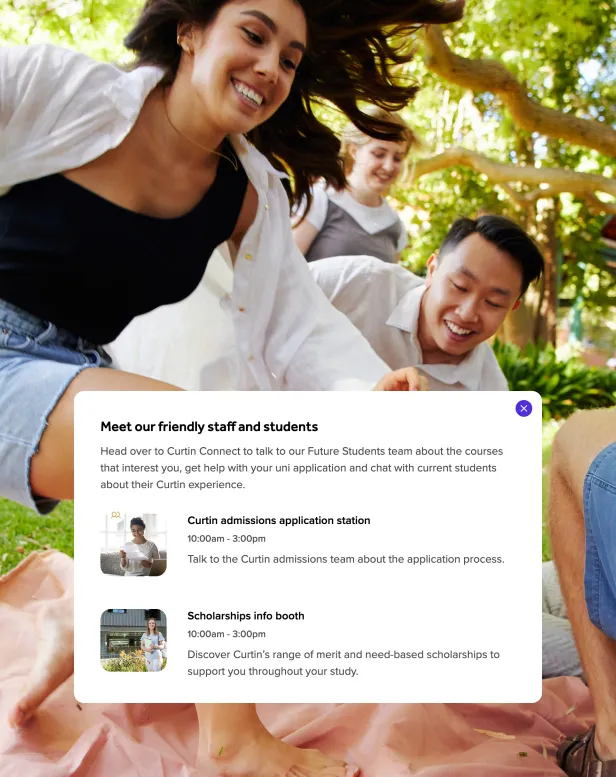 Meet our friendly staff and students
Head over to Curtin Connect to talk to our Future Students team about the courses
that interest you, get help with your uni application and chat with current students
about their Curtin experience.
Curtin admissions application station
10:00am - 3:00pm
Talk to the Curtin admissions team about the application process.
Scholarships info booth
10:00am - 3:00pm
Discover Curtin's range of merit and need-based scholarships to
support you throughout your study.